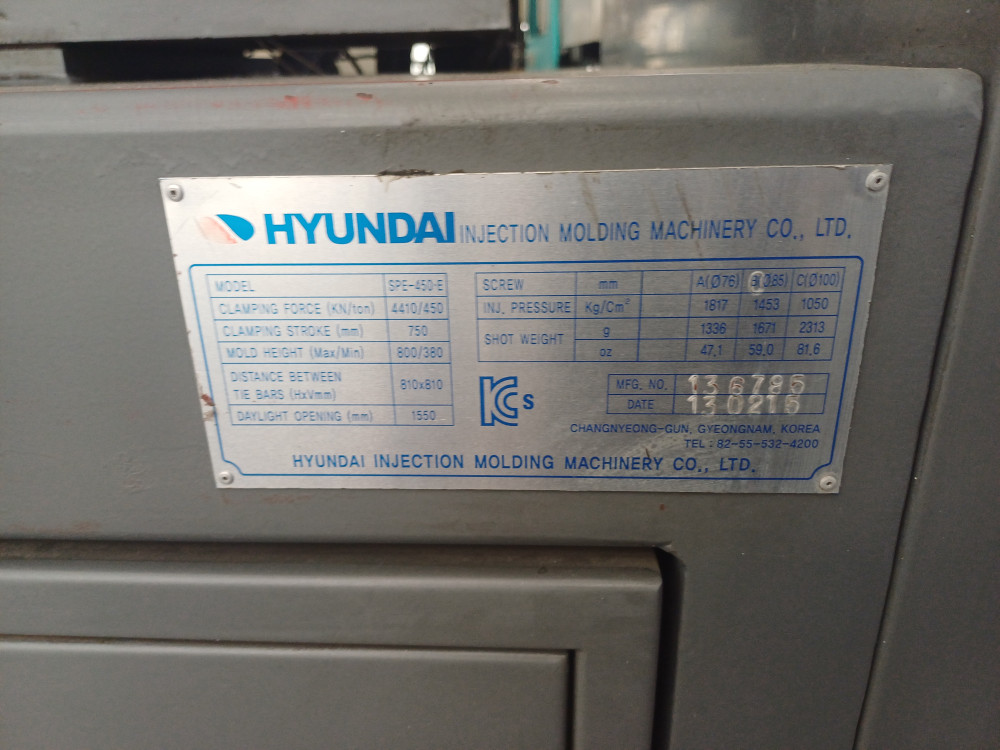 HYUNDAI INJECTION MOLDING MACHINERY CO., LTD.
MODEL SPE-450-E
CLAMPING FORCE (KN/ton) 4410/450
CLAMPING STROKE (mm) 750
MOLD HEIGHT (Max/Min) 800/380
DISTANCE BETWEEN
TIE BARS (HxVmm) 810x810
DAYLIGHT OPENING (mm) 1550
SCREW mm A(Ø76) B(Ø85) C(Ø100)
INJ. PRESSURE Kg/Cm² 1817 1453 1050
SHOT WEIGHT g 1336 1671 2313
oz 47.1 59.0 81.6
KCs
MFG. NO. 136796
DATE 130215
CHANGNYEONG-GUN, GYEONGNAM, KOREA
TEL : 82-55-532-4200
HYUNDAI INJECTION MOLDING MACHINERY CO., LTD.